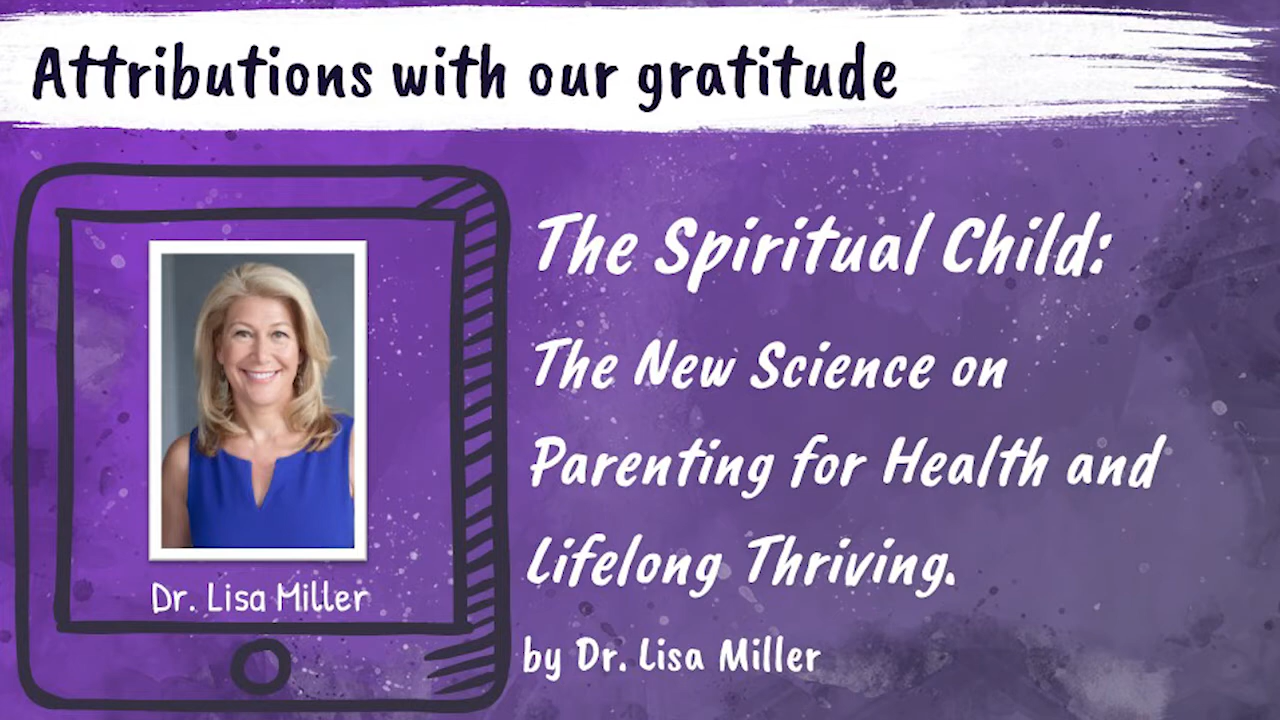 Attributions with our gratitude
Dr. Lisa Miller
The Spiritual Child:
The New Science on
Parenting for Health and
Lifelong Thriving.
by Dr. Lisa Miller